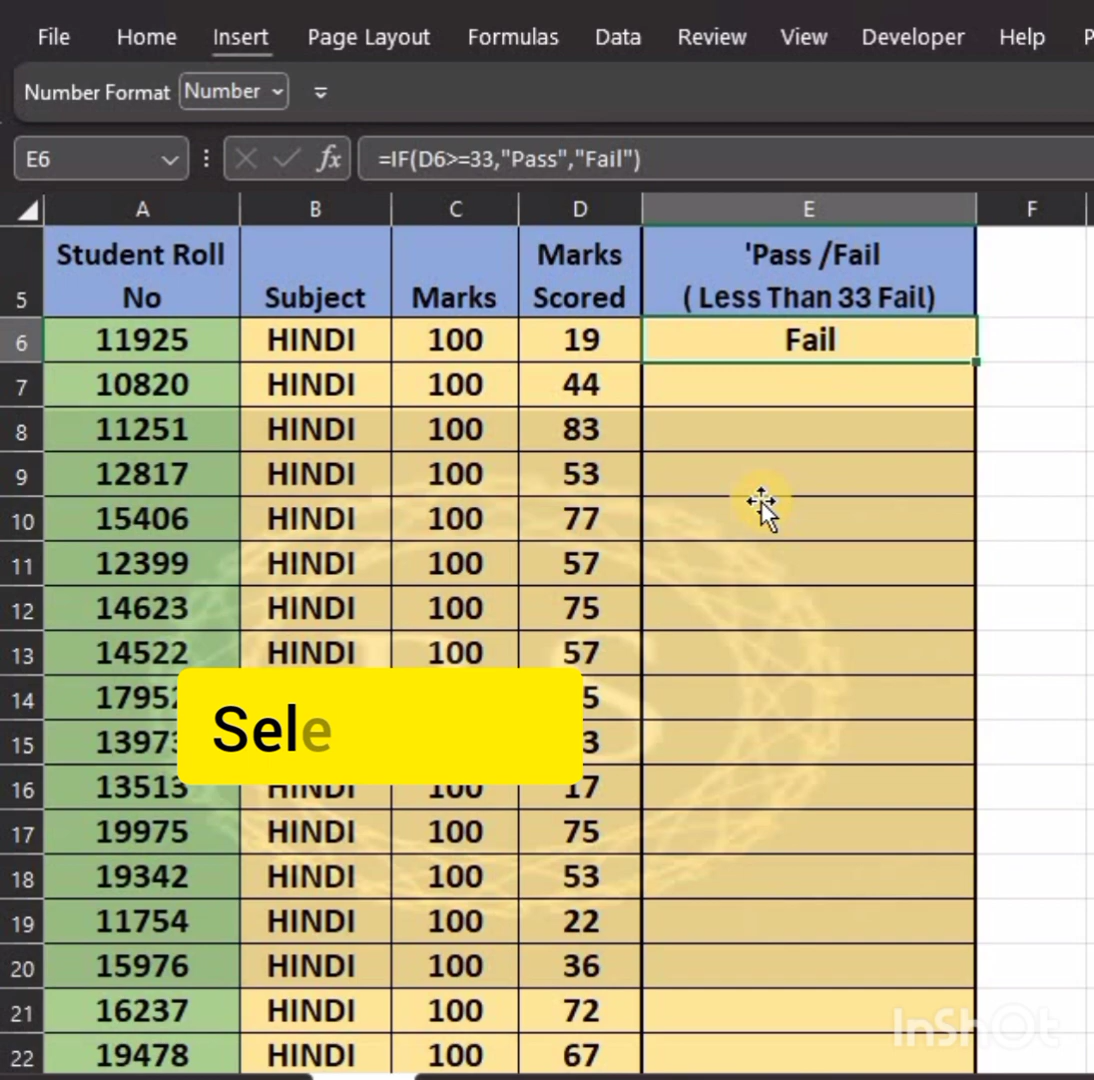 File Home Insert Page Layout Formulas Data Review View Developer Help
Number Format Number
E6 fx =IF(D6>=33,"Pass","Fail")
A B C D E F
5 Student Roll No Subject Marks Marks Scored 'Pass /Fail ( Less Than 33 Fail)
6 11925 HINDI 100 19 Fail
7 10820 HINDI 100 44
8 11251 HINDI 100 83
9 12817 HINDI 100 53
10 15406 HINDI 100 77
11 12399 HINDI 100 57
12 14623 HINDI 100 75
13 14522 HINDI 100 57
14
15
Sele
16 13513 HINDI 100 17
17 19975 HINDI 100 75
18 19342 HINDI 100 53
19 11754 HINDI 100 22
20 15976 HINDI 100 36
21 16237 HINDI 100 72
22 19478 HINDI 100 67
InShOt